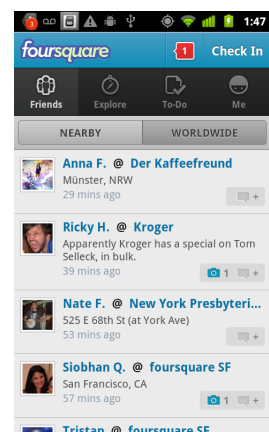 3
1:47
foursquare
1
Check In
Friends
Explore
To-Do
Me
NEARBY
WORLDWIDE
Anna F. @ Der Kaffeefreund
Münster, NRW
29 mins ago
+
Ricky H. @ Kroger
Apparently Kroger has a special on Tom
Selleck, in bulk.
39 mins ago
1 +
Nate F. @ New York Presbyteri...
525 E 68th St (at York Ave)
53 mins ago
+
Siobhan Q. @ foursquare SF
San Francisco, CA
57 mins ago
1 +
Tristan @ foursquare SF